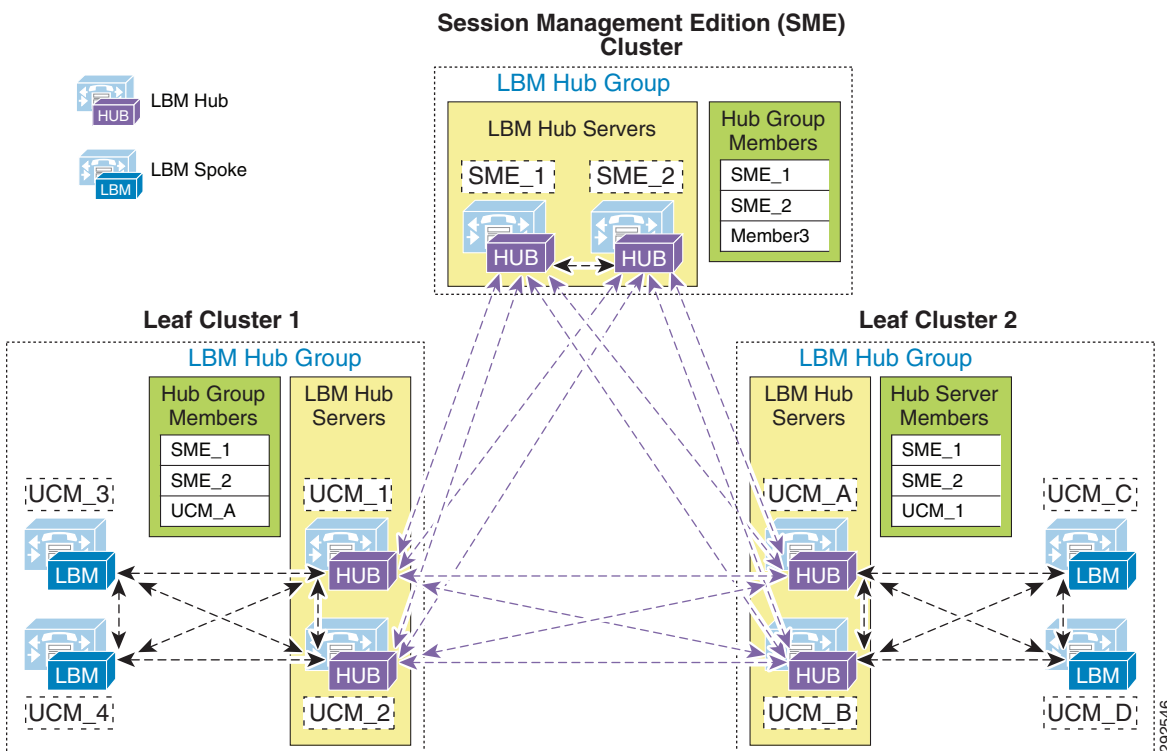 Session Management Edition (SME)
Cluster
LBM Hub
HUB
LBM Spoke
LBM
LBM Hub Group
LBM Hub Servers
SME_1
SME_2
HUB
HUB
Hub Group
Members
SME_1
SME_2
Member3
Leaf Cluster 1
LBM Hub Group
Hub Group
Members
SME_1
SME_2
UCM_A
LBM Hub
Servers
UCM_3
UCM_1
LBM
HUB
LBM
HUB
UCM_4
UCM_2
Leaf Cluster 2
LBM Hub Group
LBM Hub
Servers
Hub Server
Members
SME_1
SME_2
UCM_1
UCM_A
UCM_C
HUB
LBM
HUB
LBM
UCM_B
UCM_D
292546